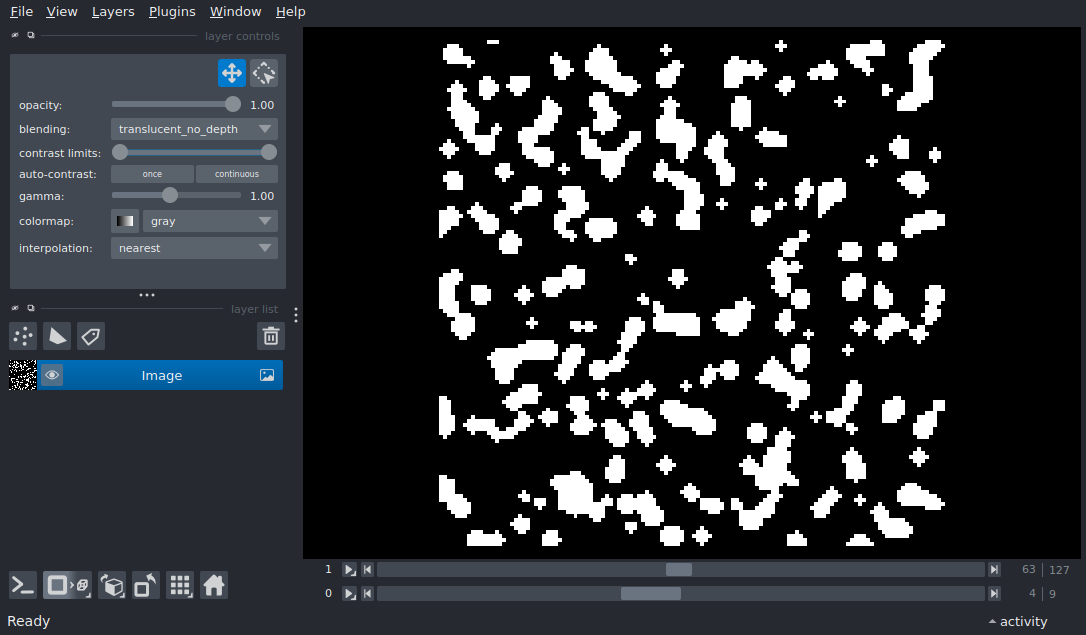 File View Layers Plugins Window Help
layer controls
opacity: 1.00
blending: translucent_no_depth
contrast limits:
auto-contrast: once continuous
gamma: 1.00
colormap: gray
interpolation: nearest
layer list
Image
1 63 127
0 4 9
Ready activity